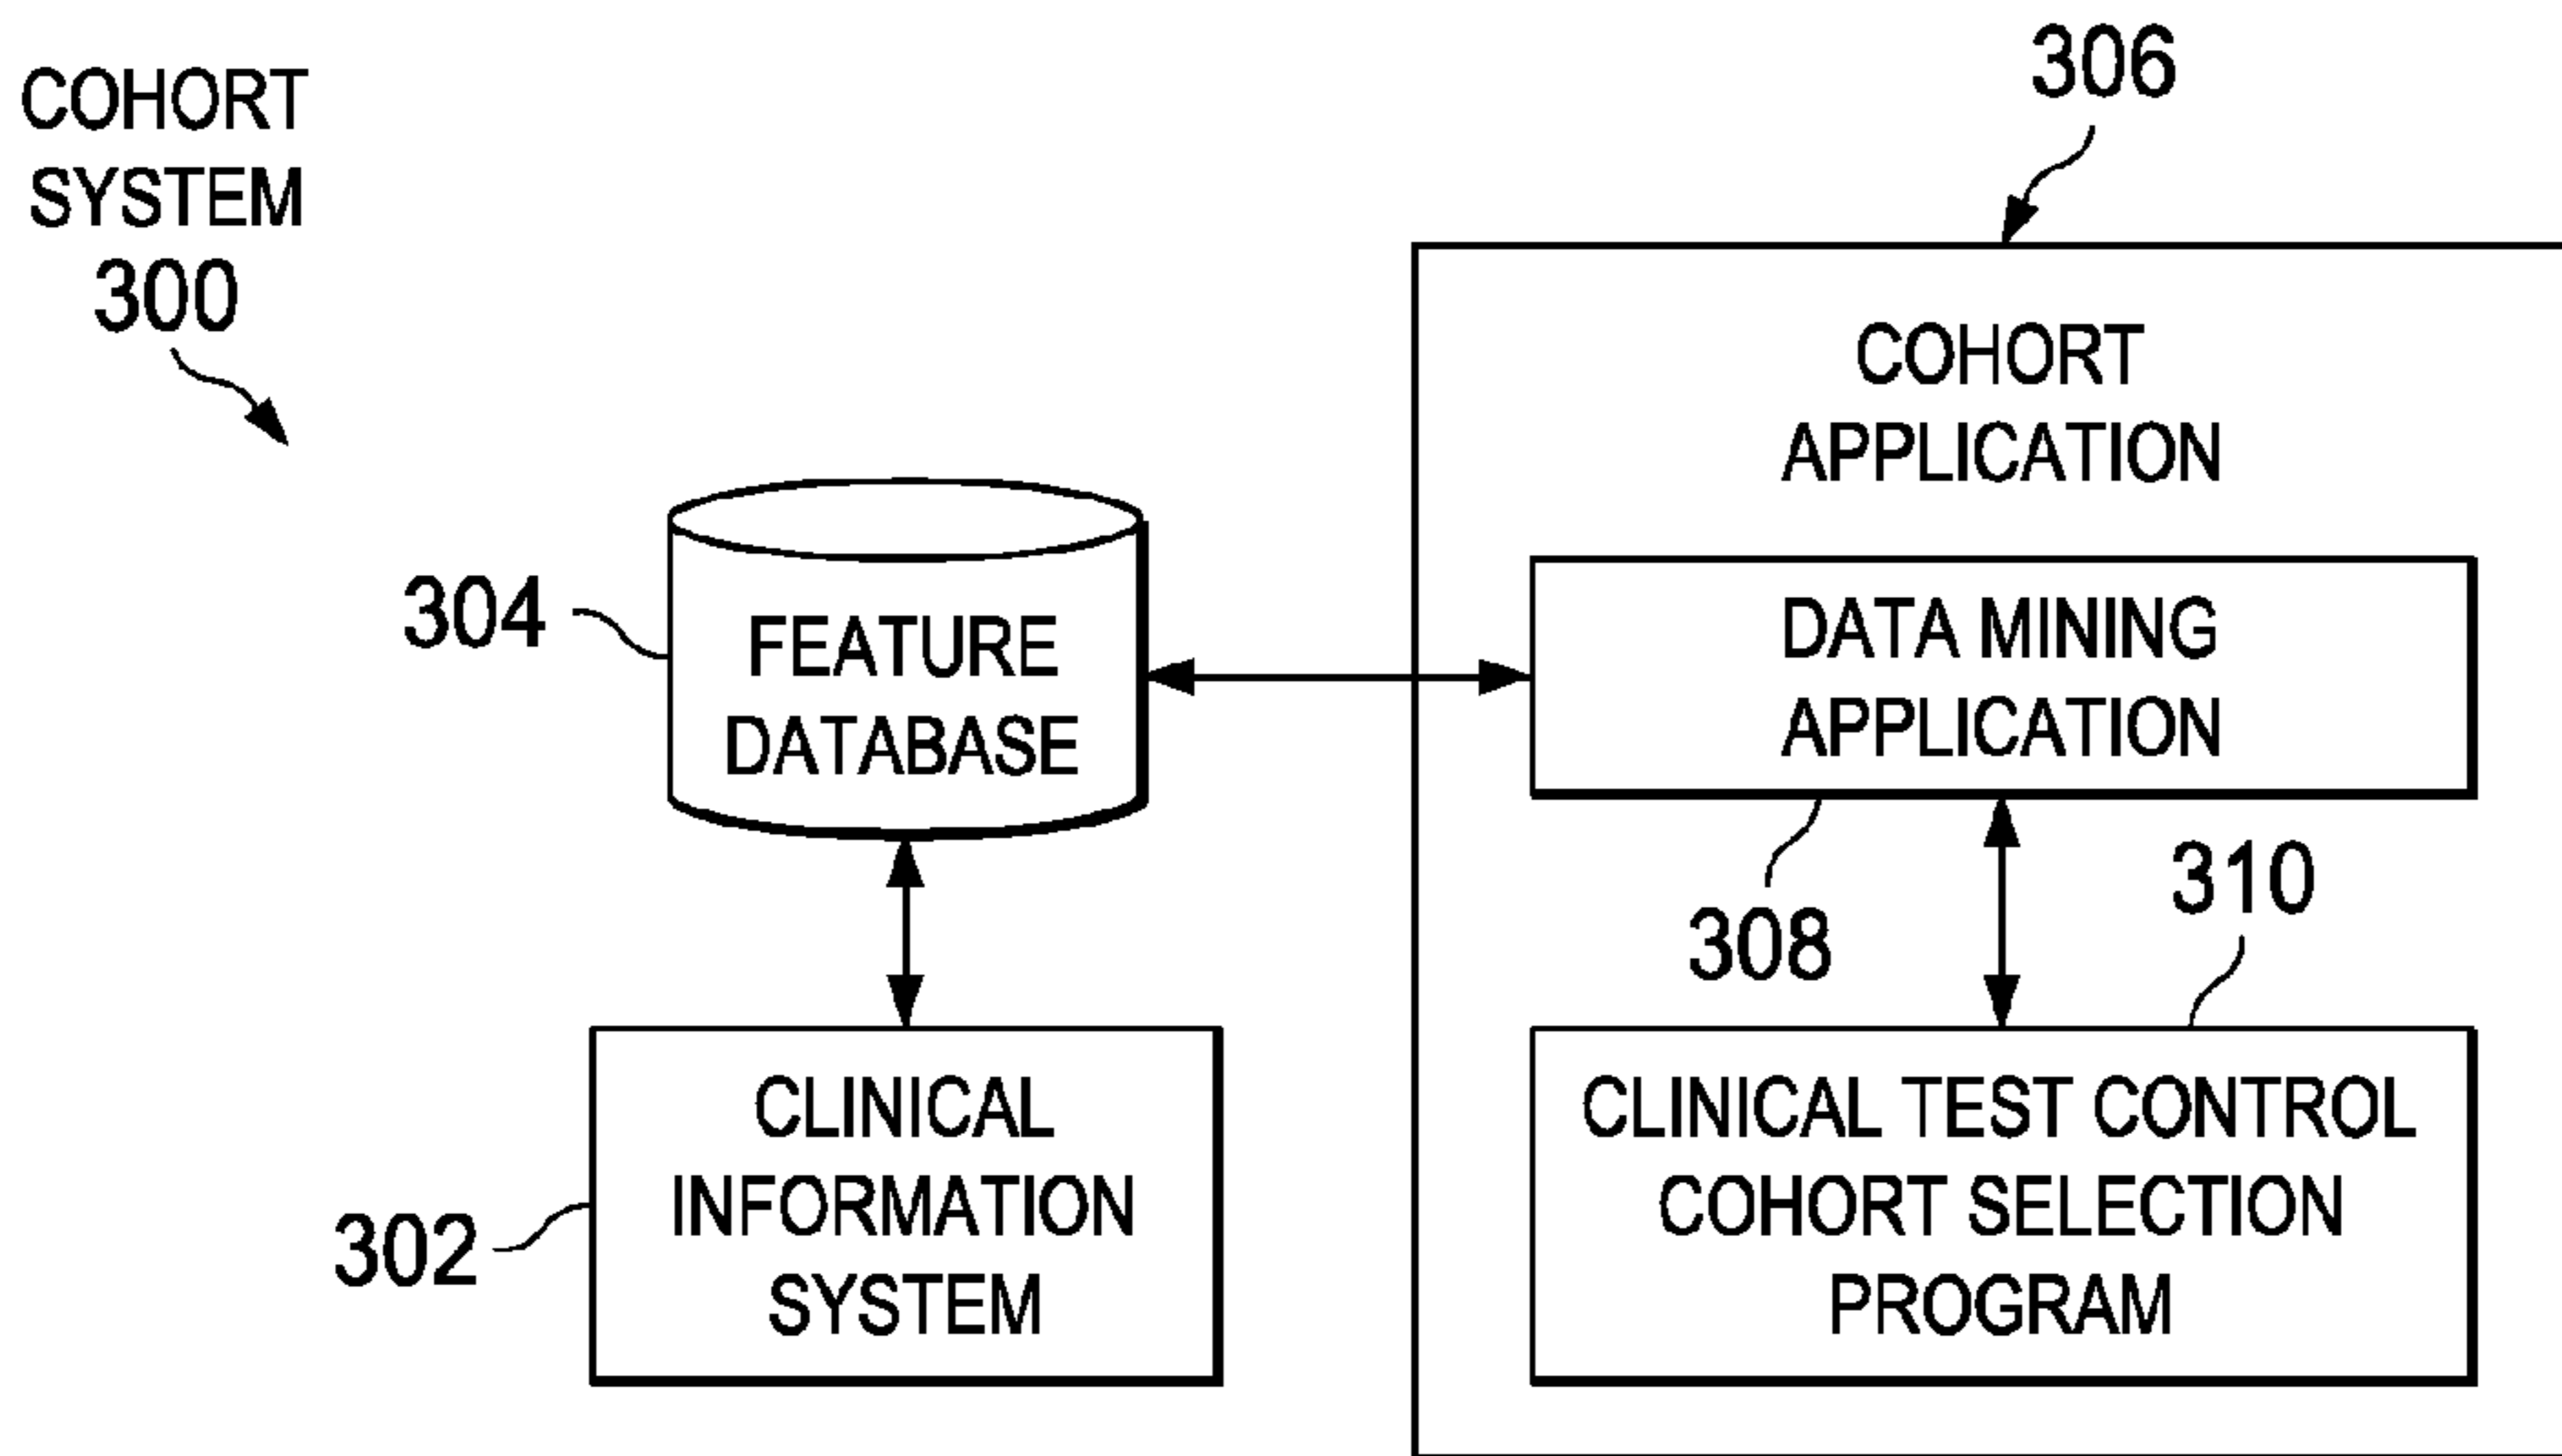 COHORT
SYSTEM
300
306
COHORT
APPLICATION
304
FEATURE
DATABASE
DATA MINING
APPLICATION
308
310
302
CLINICAL
INFORMATION
SYSTEM
CLINICAL TEST CONTROL
COHORT SELECTION
PROGRAM